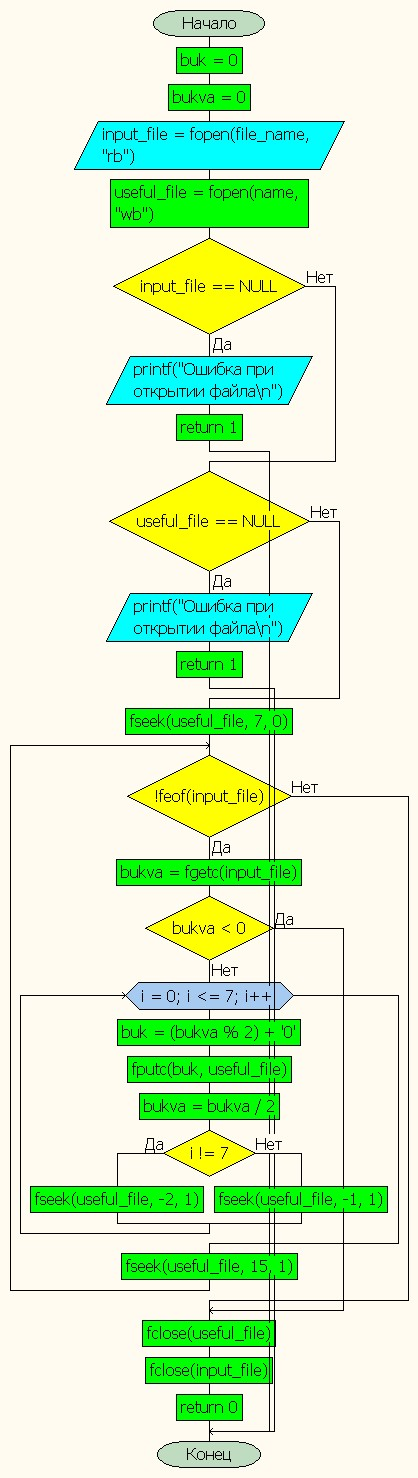 Начало
buk = 0
bukva = 0
input_file = fopen(file_name,
"rb")
useful_file = fopen(name,
"wb")
Нет
input_file == NULL
Да
printf("Ошибка при
открытии файла\n")
return 1
Нет
useful_file == NULL
Да
printf("Ошибка при
открытии файла\n")
return 1
fseek(useful_file, 7, 0)
Нет
!feof(input_file)
Да
bukva = fgetc(input_file)
Да
bukva < 0
Нет
i = 0; i <= 7; i++
buk = (bukva % 2) + '0'
fputc(buk, useful_file)
bukva = bukva / 2
Да
Нет
i != 7
fseek(useful_file, -2, 1)
fseek(useful_file, -1, 1)
fseek(useful_file, 15, 1)
fclose(useful_file)
fclose(input_file)
return 0
Конец